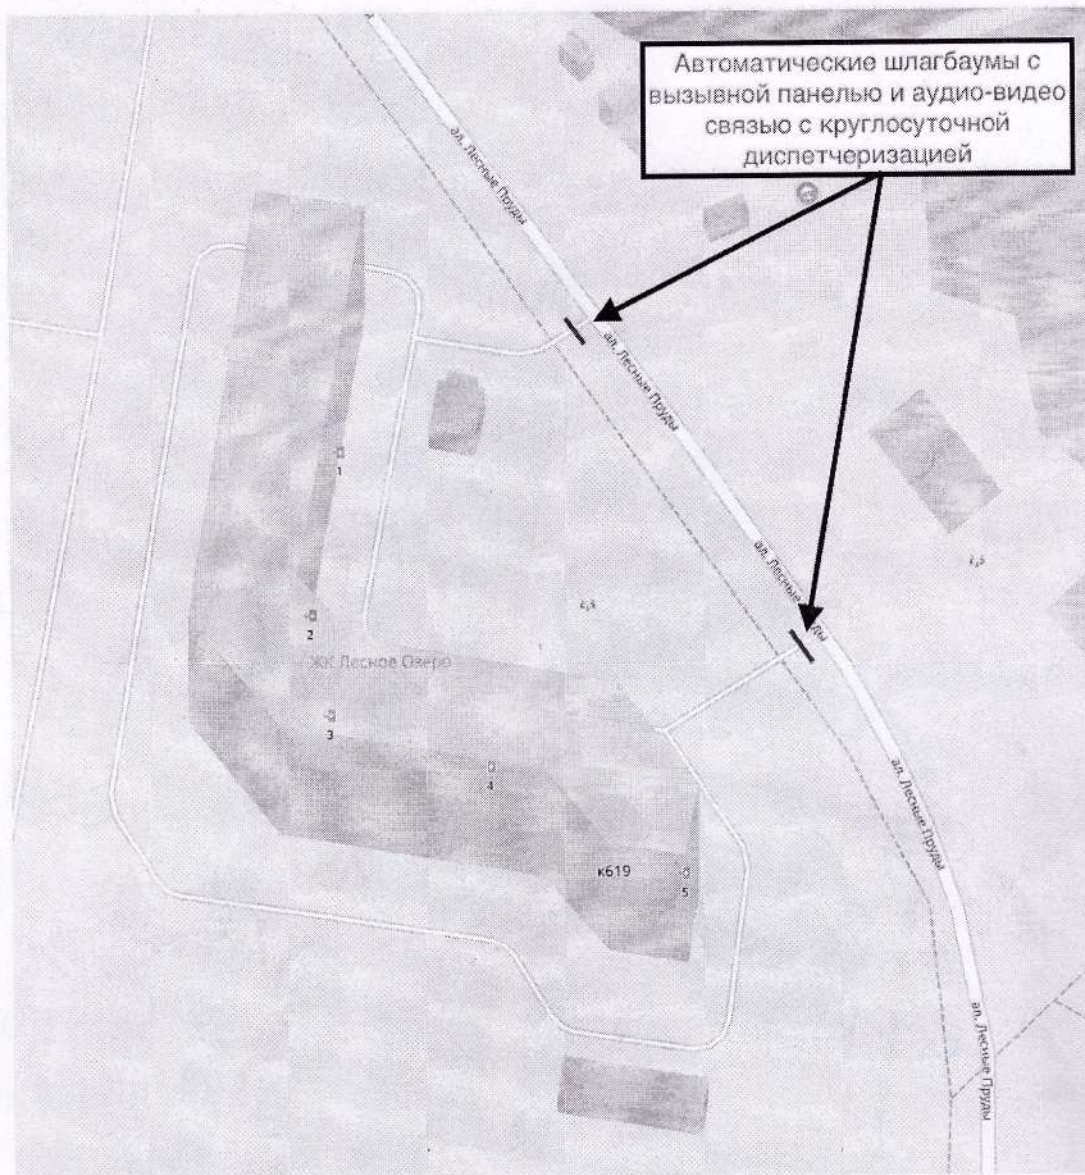 Автоматические шлагбаумы с
вызывной панелью и аудио-видео
связью с круглосуточной
диспетчеризацией
ал. Лесные Пруды
ал. Лесные Пруды
1
ал. Лесные Пруды
2
ЖК Лесное Озеро
3
4
ал. Лесные Пруды
к619
5
ал. Лесные Пруды